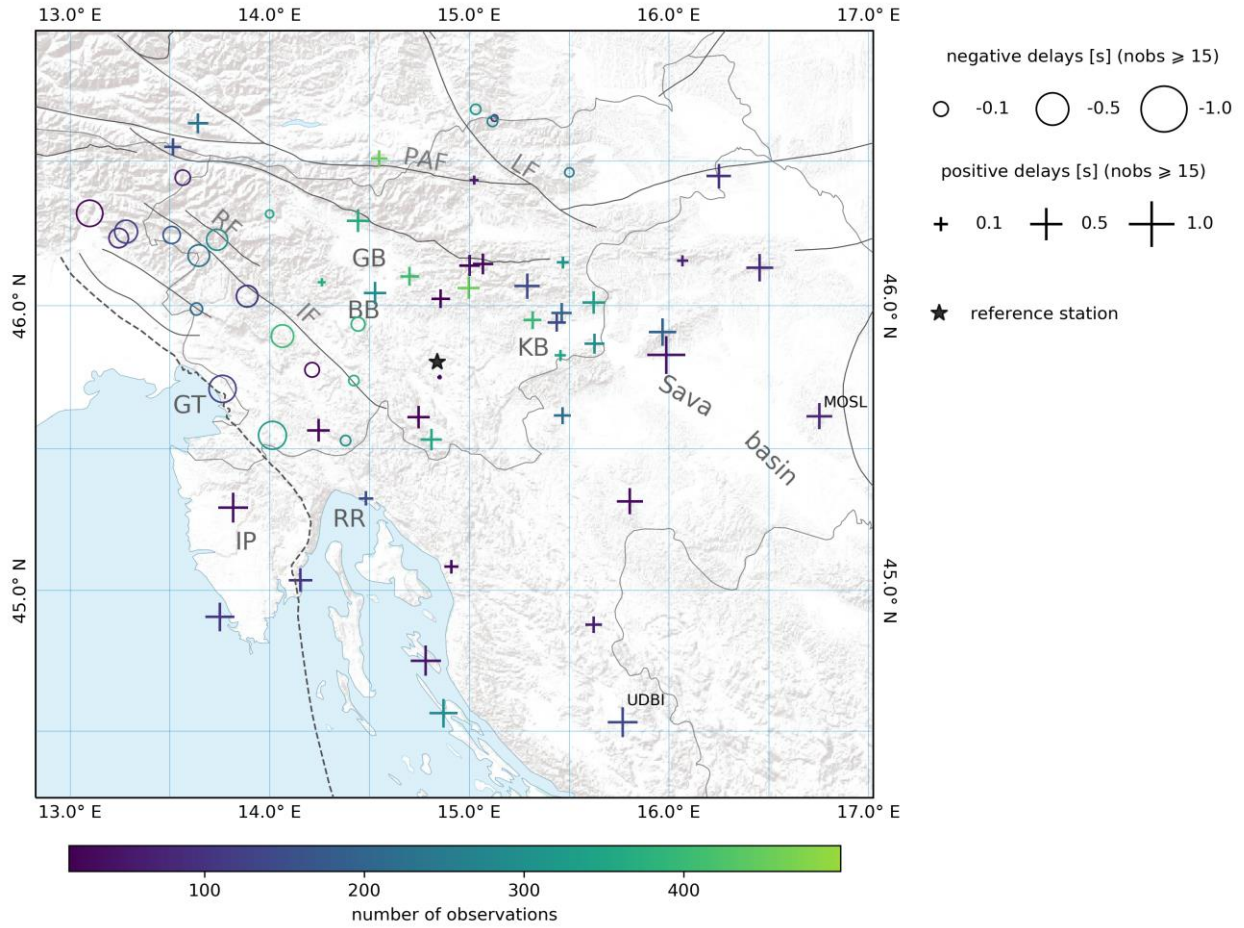 13.0° E 14.0° E 15.0° E 16.0° E 17.0° E
negative delays [s] (nobs ⩾ 15)
-0.1 -0.5 -1.0
positive delays [s] (nobs ⩾ 15)
0.1 0.5 1.0
reference station
PAF
LF
RF
GB
46.0° N
46.0° N
BB
IF
KB
Sava
GT
MOSL
basin
RR
IP
45.0° N
45.0° N
UDBI
13.0° E 14.0° E 15.0° E 16.0° E 17.0° E
100 200 300 400
number of observations